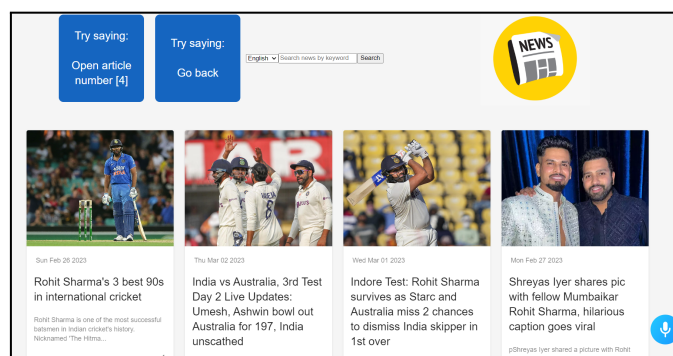 Try saying:
Open article
number [4]
Try saying:
Go back
English
Search news by keyword
Search
NEWS
Sun Feb 26 2023
Rohit Sharma's 3 best 90s
in international cricket
Rohit Sharma is one of the most successful
batsmen in Indian cricket's history,
Nicknamed 'The Hitma...
Thu Mar 02 2023
India vs Australia, 3rd Test
Day 2 Live Updates:
Umesh, Ashwin bowl out
Australia for 197, India
unscathed
Wed Mar 01 2023
Indore Test: Rohit Sharma
survives as Starc and
Australia miss 2 chances
to dismiss India skipper in
1st over
Mon Feb 27 2023
Shreyas Iyer shares pic
with fellow Mumbaikar
Rohit Sharma, hilarious
caption goes viral
pShreyas Iyer shared a picture with Rohit